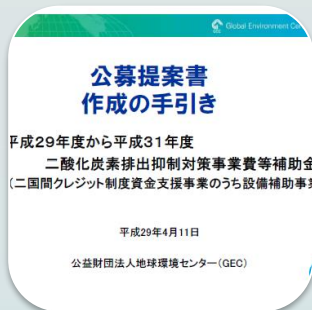 Global Environment Ce
公募提案書
作成の手引き
平成29年度から平成31年度
二酸化炭素排出抑制対策事業費等補助金
(二国間クレジット制度資金支援事業のうち設備補助事業
平成29年4月11日
公益財団法人地球環境センター(GEC)